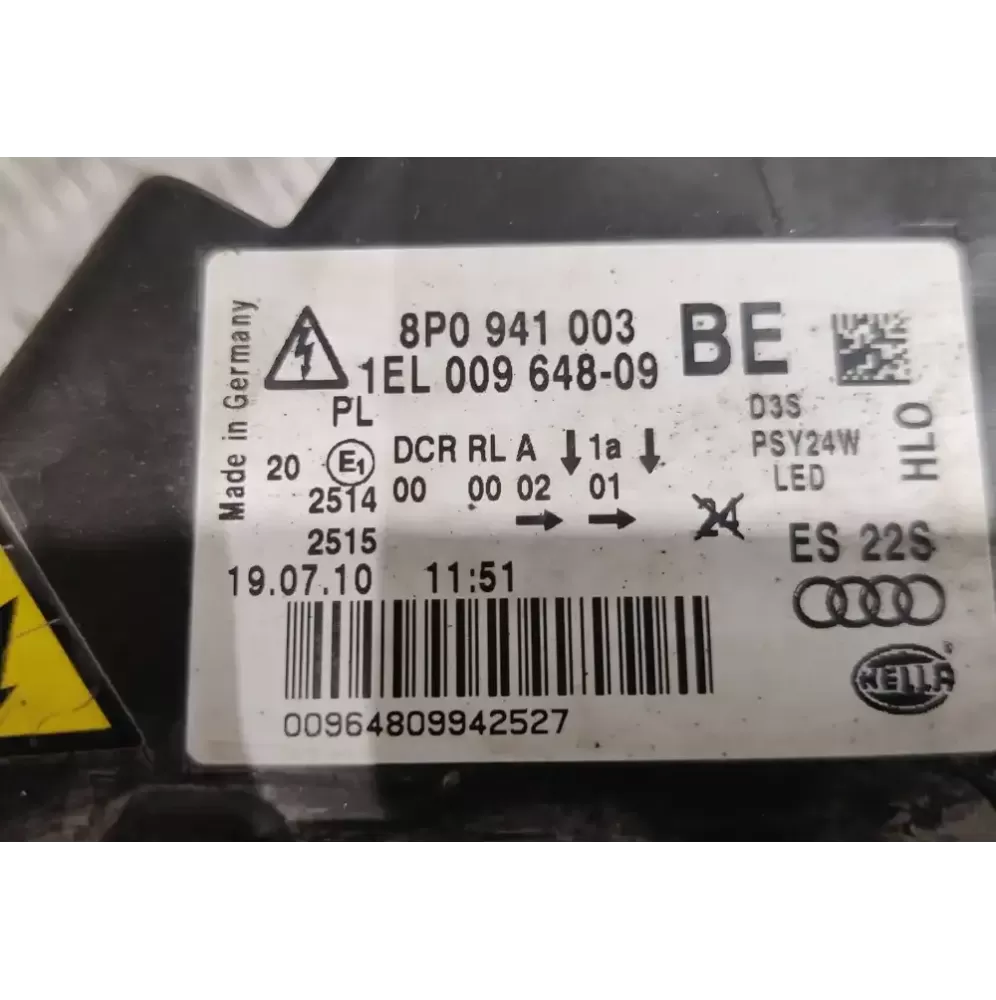 Made in Germany
8P0 941 003 BE
1EL 009 648-09
PL
D3S
20 E1 DCR RL A ↓ 1a ↓
PSY24W
HLO
2514 00 00 02 01
LED
→ → 24
2515
ES 22S
19.07.10 11:51
HELLA ®
00964809942527